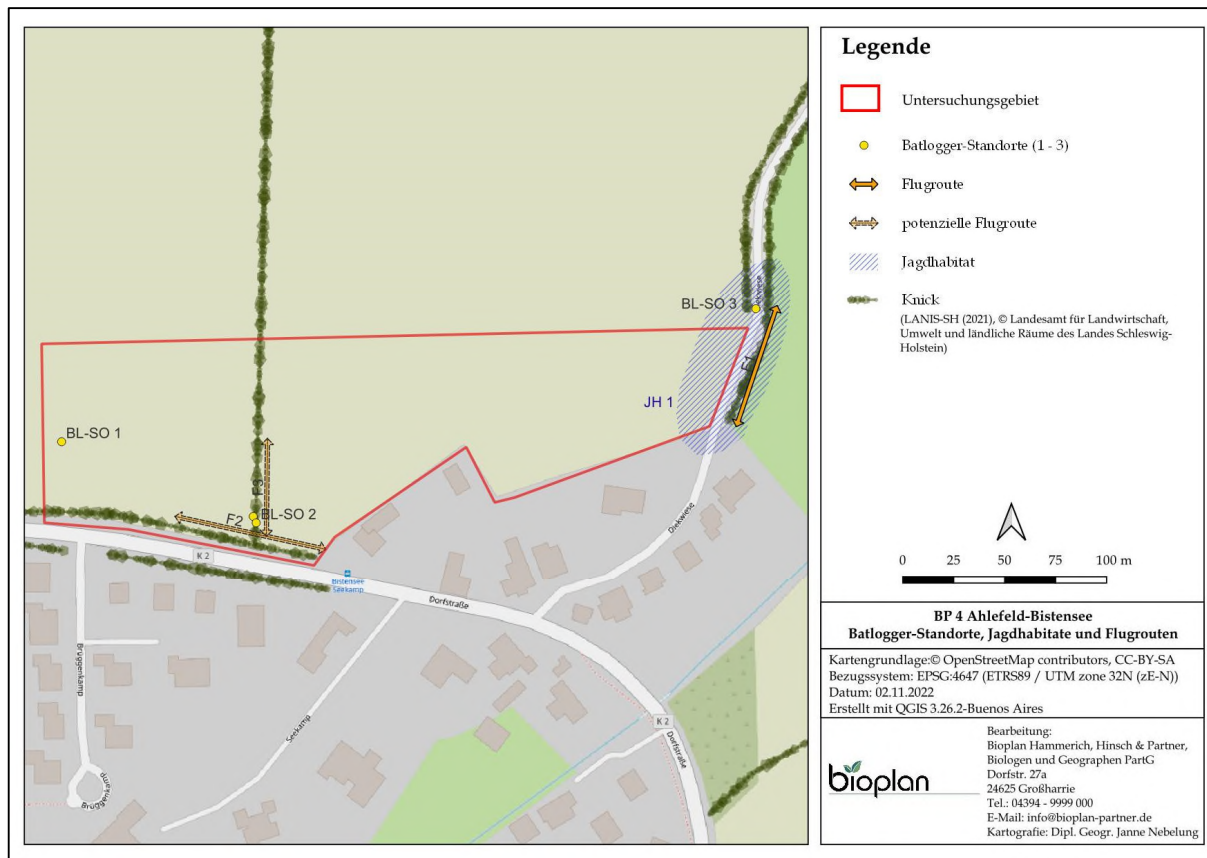 BL-SO 3
Diekwiese
F1
JH 1
BL-SO 1
F3
F2
BL-SO 2
K 2
Bistensee
Seekamp
Dorfstraße
Diekwiese
Brüggenkamp
Seekamp
K 2
Dorfstraße
Brüggenkamp
Legende
Untersuchungsgebiet
Batlogger-Standorte (1 - 3)
Flugroute
potenzielle Flugroute
Jagdhabitat
Knick
(LANIS-SH (2021), © Landesamt für Landwirtschaft,
Umwelt und ländliche Räume des Landes Schleswig-
Holstein)
0 25 50 75 100 m
BP 4 Ahlefeld-Bistensee
Batlogger-Standorte, Jagdhabitate und Flugrouten
Kartengrundlage:© OpenStreetMap contributors, CC-BY-SA
Bezugssystem: EPSG:4647 (ETRS89 / UTM zone 32N (zE-N))
Datum: 02.11.2022
Erstellt mit QGIS 3.26.2-Buenos Aires
bioplan
Bearbeitung:
Bioplan Hammerich, Hinsch & Partner,
Biologen und Geographen PartG
Dorfstr. 27a
24625 Großharrie
Tel.: 04394 - 9999 000
E-Mail: info@bioplan-partner.de
Kartografie: Dipl. Geogr. Janne Nebelung